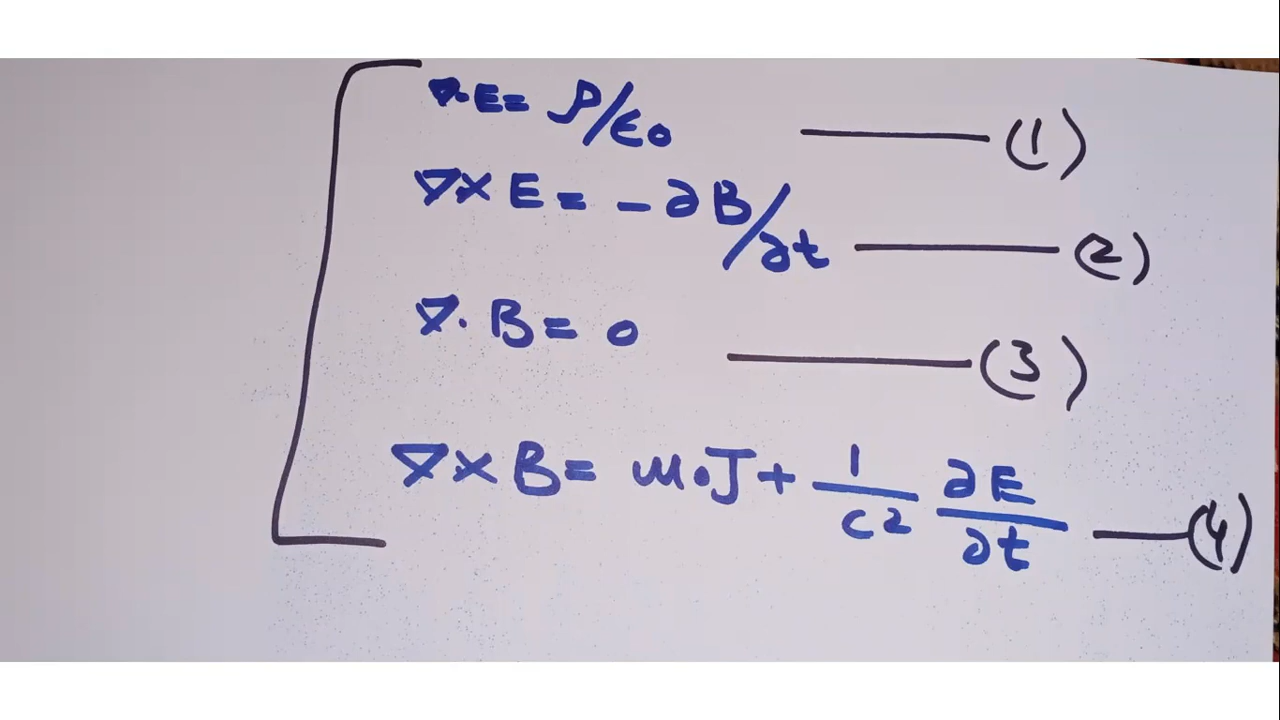 ∇·E = ρ/ε0 (1)
∇×E = -∂B/∂t (2)
∇·B = 0 (3)
∇×B = μ0J + 1/c2 ∂E/∂t (4)